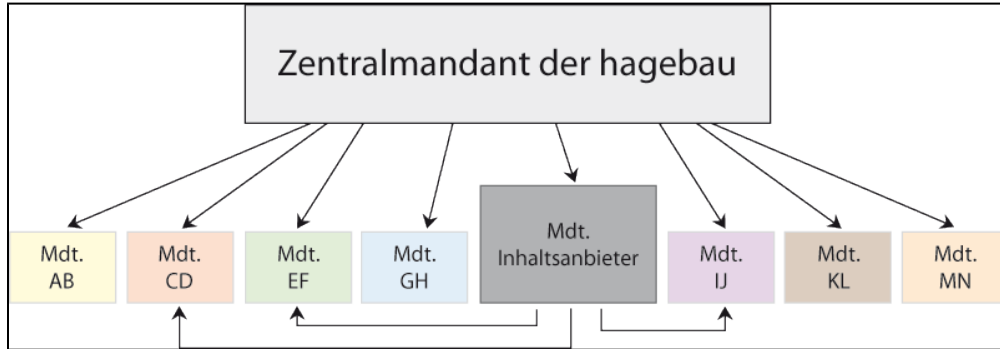 Zentralmandant der hagebau
Mdt.
AB
Mdt.
CD
Mdt.
EF
Mdt.
GH
Mdt.
Inhaltsanbieter
Mdt.
IJ
Mdt.
KL
Mdt.
MN